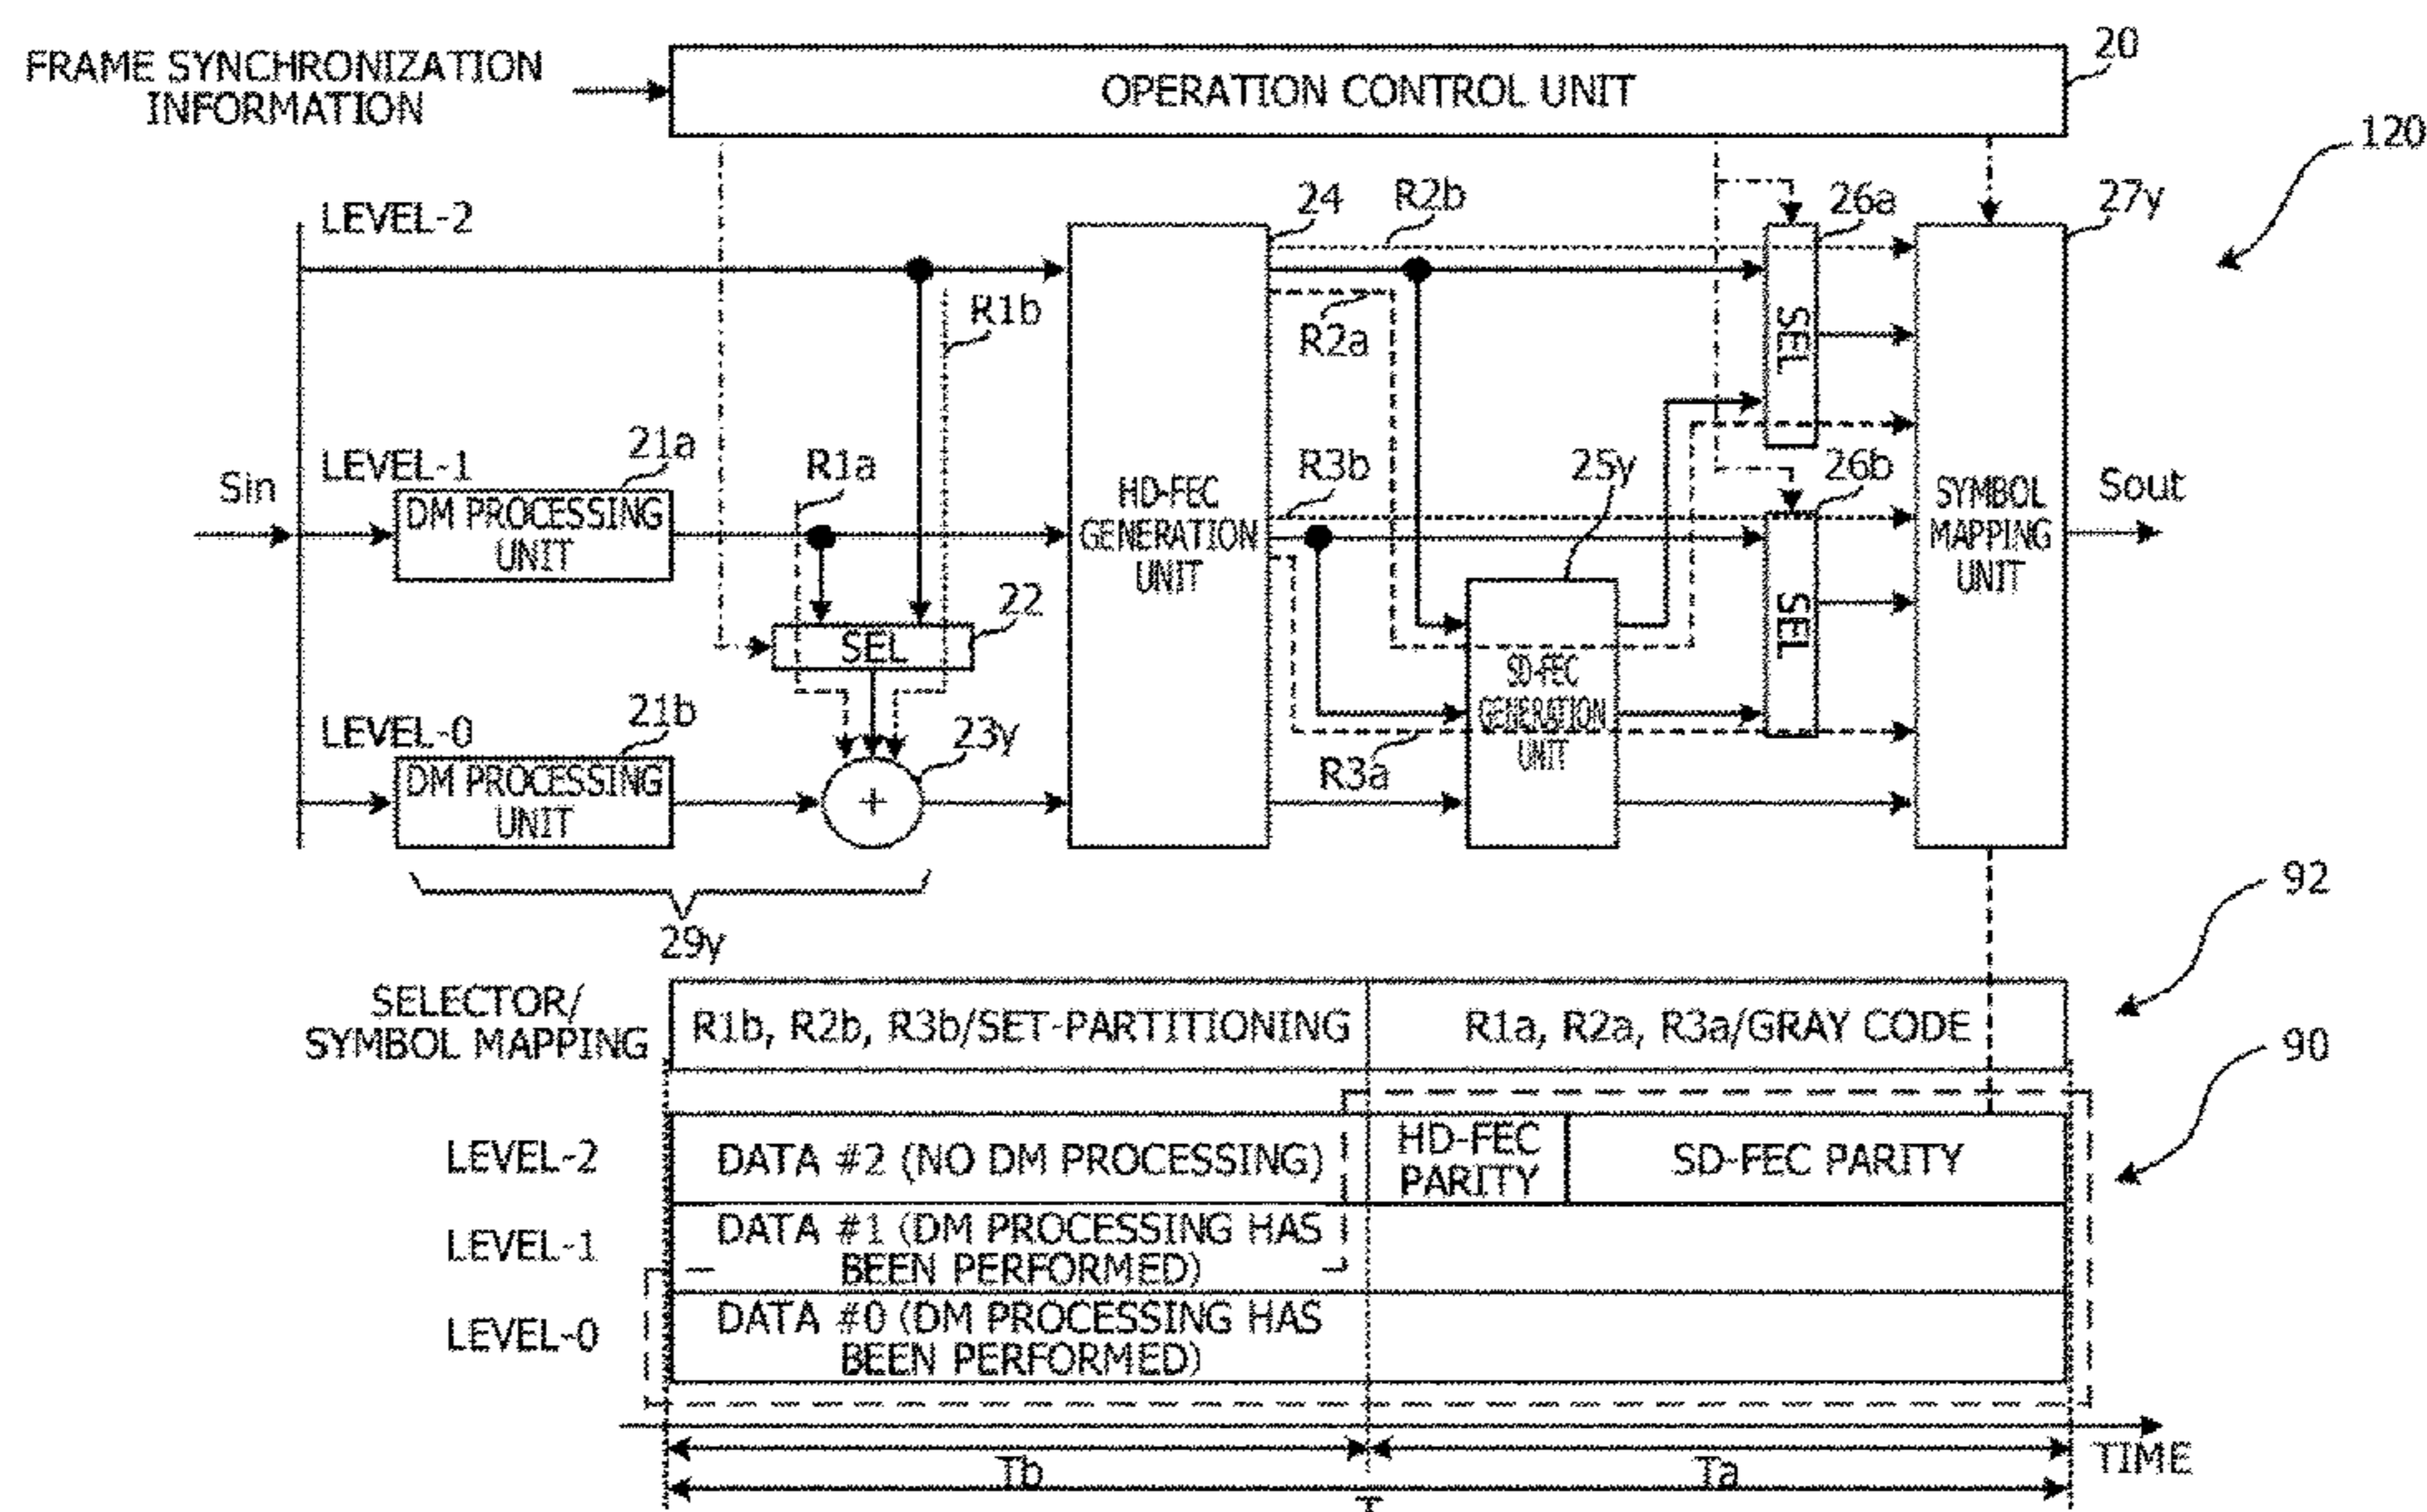 FRAME SYNCHRONIZATION
INFORMATION
OPERATION CONTROL UNIT
20
120
LEVEL-2
24
R2b
26a
27y
R1b
R2a
SEL
LEVEL-1
21a
R1a
R3b
25y
26b
Sin
DM PROCESSING
UNIT
HD-FEC
GENERATION
UNIT
SYMBOL
MAPPING
UNIT
Sout
22
SEL
SEL
SD-FEC
GENERATION
UNIT
LEVEL-0
21b
23y
R3a
DM PROCESSING
UNIT
+
29y
92
SELECTOR/
SYMBOL MAPPING
R1b, R2b, R3b/SET-PARTITIONING
R1a, R2a, R3a/GRAY CODE
90
LEVEL-2
DATA #2 (NO DM PROCESSING)
HD-FEC
PARITY
SD-FEC PARITY
LEVEL-1
DATA #1 (DM PROCESSING HAS
BEEN PERFORMED)
LEVEL-0
DATA #0 (DM PROCESSING HAS
BEEN PERFORMED)
Tb
Ta
TIME
T